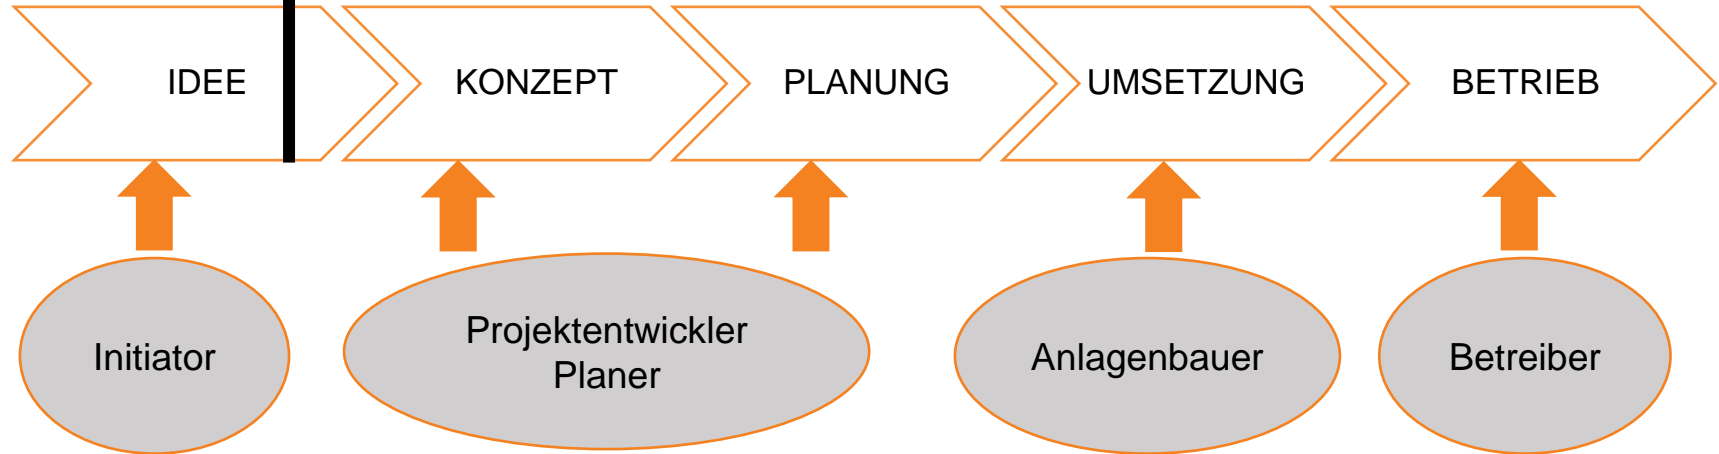 IDEE
KONZEPT
PLANUNG
UMSETZUNG
BETRIEB
Initiator
Projektentwickler
Planer
Anlagenbauer
Betreiber